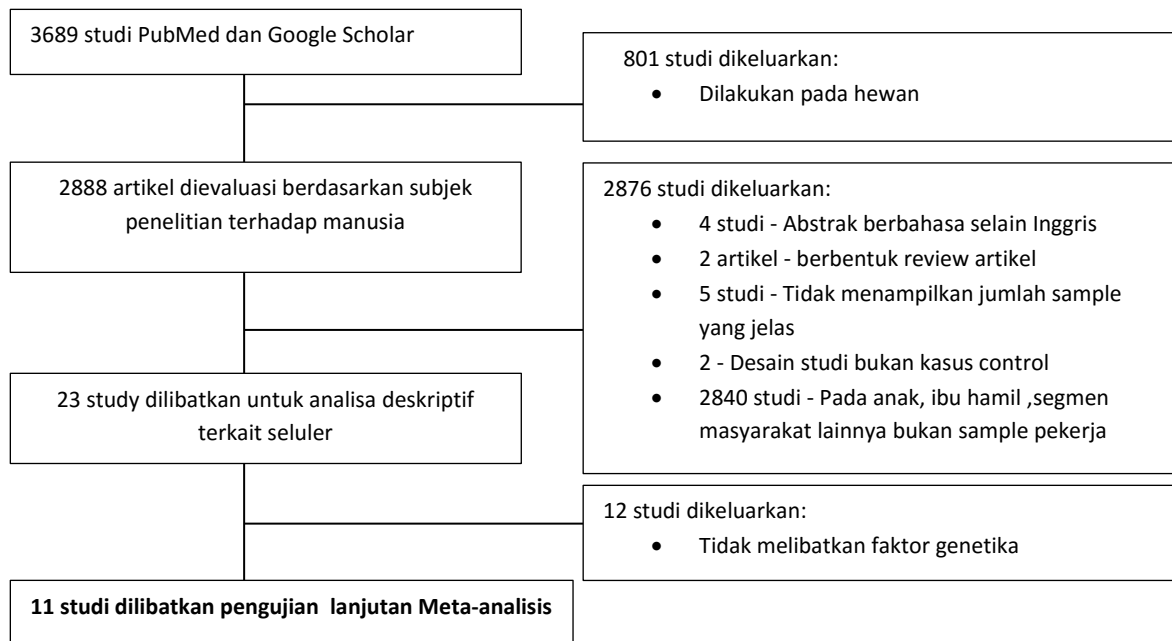 3689 studi PubMed dan Google Scholar
801 studi dikeluarkan:
• Dilakukan pada hewan
2888 artikel dievaluasi berdasarkan subjek
penelitian terhadap manusia
2876 studi dikeluarkan:
• 4 studi - Abstrak berbahasa selain Inggris
• 2 artikel - berbentuk review artikel
• 5 studi - Tidak menampilkan jumlah sample
yang jelas
• 2 - Desain studi bukan kasus control
• 2840 studi - Pada anak, ibu hamil ,segmen
masyarakat lainnya bukan sample pekerja
23 study dilibatkan untuk analisa deskriptif
terkait seluler
12 studi dikeluarkan:
• Tidak melibatkan faktor genetika
11 studi dilibatkan pengujian lanjutan Meta-analisis